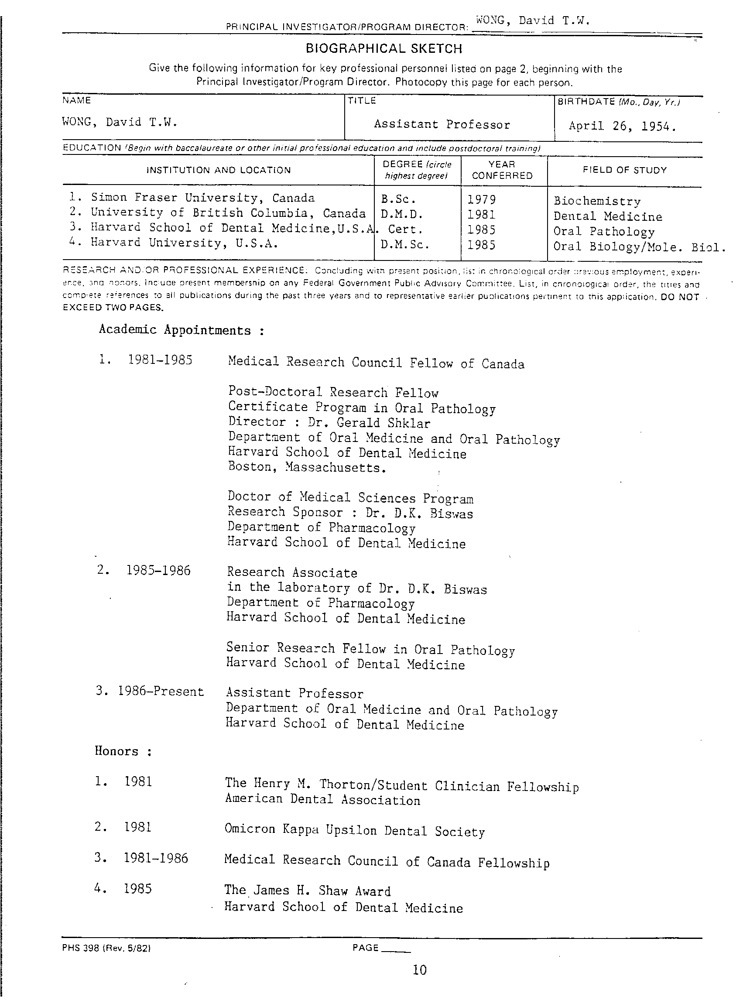 PRINCIPAL INVESTIGATOR/PROGRAM DIRECTOR: WONG, David T.W.
BIOGRAPHICAL SKETCH
Give the following information for key professional personnel listed on page 2, beginning with the
Principal Investigator/Program Director. Photocopy this page for each person.
NAME TITLE BIRTHDATE (Mo., Day, Yr.)
WONG, David T.W. Assistant Professor April 26, 1954.
EDUCATION (Begin with baccalaureate or other initial professional education and include postdoctoral training)
INSTITUTION AND LOCATION DEGREE (circle highest degree) YEAR CONFERRED FIELD OF STUDY
1. Simon Fraser University, Canada B.Sc. 1979 Biochemistry
2. University of British Columbia, Canada D.M.D. 1981 Dental Medicine
3. Harvard School of Dental Medicine,U.S.A. Cert. 1985 Oral Pathology
4. Harvard University, U.S.A. D.M.Sc. 1985 Oral Biology/Mole. Biol.
RESEARCH AND/OR PROFESSIONAL EXPERIENCE: Concluding with present position, list in chronological order previous employment, experi-
ence, and honors. Include present membership on any Federal Government Public Advisory Committee. List, in chronological order, the titles and
complete references to all publications during the past three years and to representative earlier publications pertinent to this application. DO NOT
EXCEED TWO PAGES.
Academic Appointments :
1. 1981-1985 Medical Research Council Fellow of Canada
Post-Doctoral Research Fellow
Certificate Program in Oral Pathology
Director : Dr. Gerald Shklar
Department of Oral Medicine and Oral Pathology
Harvard School of Dental Medicine
Boston, Massachusetts.
Doctor of Medical Sciences Program
Research Sponsor : Dr. D.K. Biswas
Department of Pharmacology
Harvard School of Dental Medicine
2. 1985-1986 Research Associate
in the laboratory of Dr. D.K. Biswas
Department of Pharmacology
Harvard School of Dental Medicine
Senior Research Fellow in Oral Pathology
Harvard School of Dental Medicine
3. 1986-Present Assistant Professor
Department of Oral Medicine and Oral Pathology
Harvard School of Dental Medicine
Honors :
1. 1981 The Henry M. Thorton/Student Clinician Fellowship
American Dental Association
2. 1981 Omicron Kappa Upsilon Dental Society
3. 1981-1986 Medical Research Council of Canada Fellowship
4. 1985 The James H. Shaw Award
Harvard School of Dental Medicine
PHS 398 (Rev. 5/82) PAGE
10